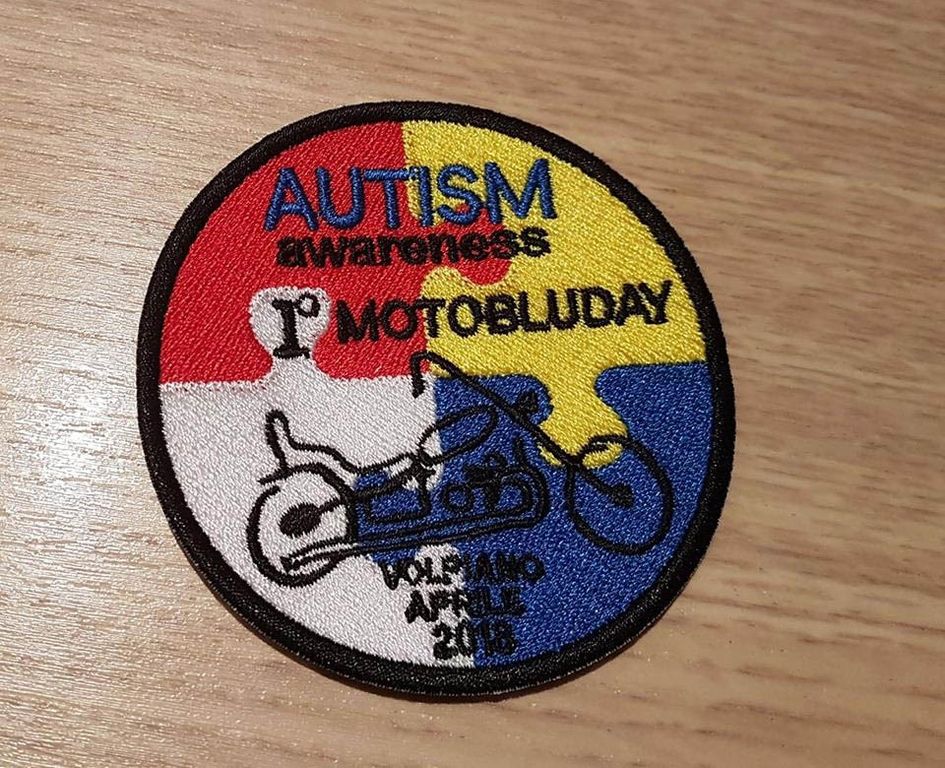 AUTISM
awareness
1° MOTOBLUDAY
VOLPIANO
APRILE
2018